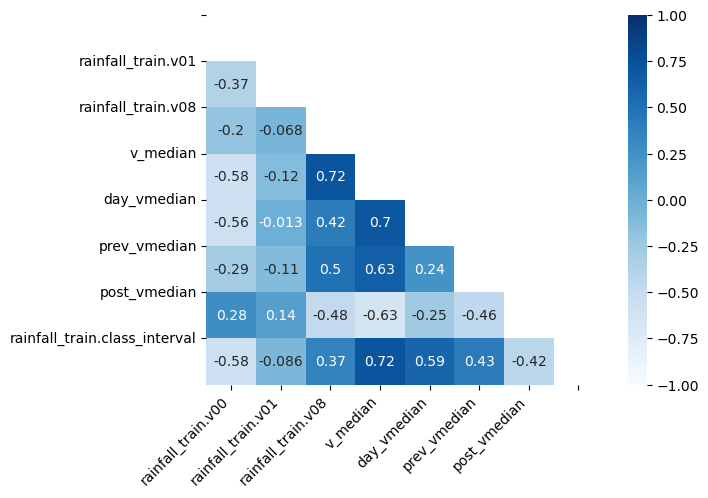 rainfall_train.v01
-0.37
rainfall_train.v08
-0.2 -0.068
v_median
-0.58 -0.12 0.72
day_vmedian
-0.56 -0.013 0.42 0.7
prev_vmedian
-0.29 -0.11 0.5 0.63 0.24
post_vmedian
0.28 0.14 -0.48 -0.63 -0.25 -0.46
rainfall_train.class_interval
-0.58 -0.086 0.37 0.72 0.59 0.43 -0.42
rainfall_train.v00
rainfall_train.v01
rainfall_train.v08
v_median
day_vmedian
prev_vmedian
post_vmedian
1.00
0.75
0.50
0.25
0.00
−0.25
−0.50
−0.75
−1.00